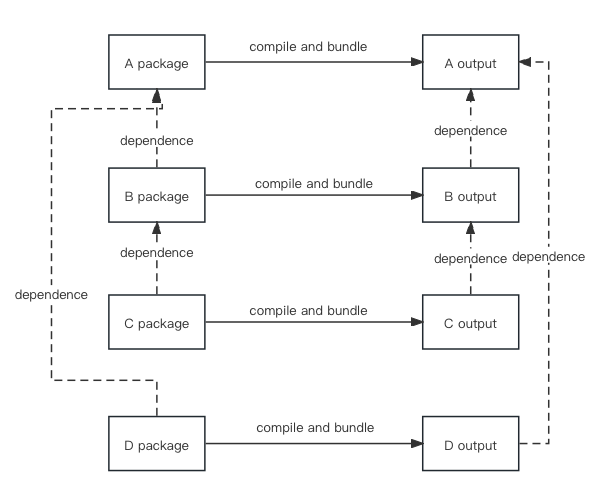 compile and bundle
A package
A output
dependence
dependence
compile and bundle
B package
B output
dependence
dependence
dependence
dependence
compile and bundle
C package
C output
compile and bundle
D package
D output